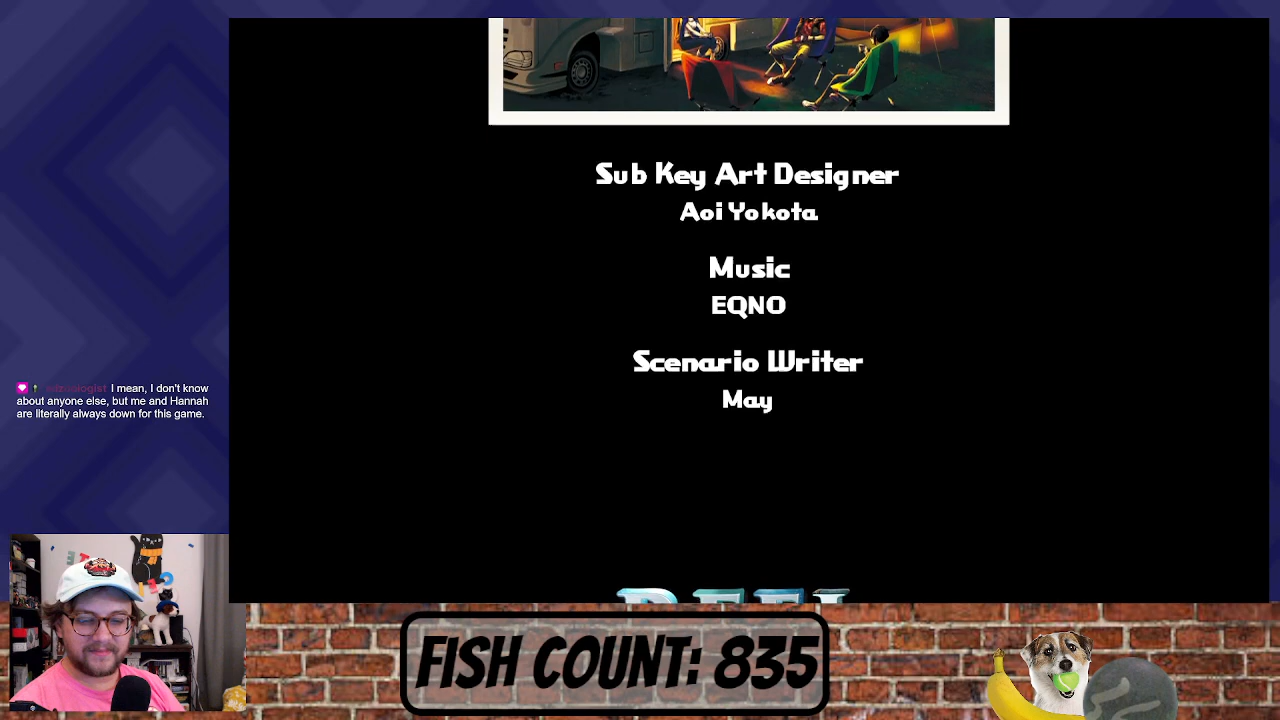 Sub Key Art Designer
Aoi Yokota
Music
EQNO
Scenario Writer
May
I mean, I don't know
about anyone else, but me and Hannah
are literally always down for this game.
FISH COUNT: 835